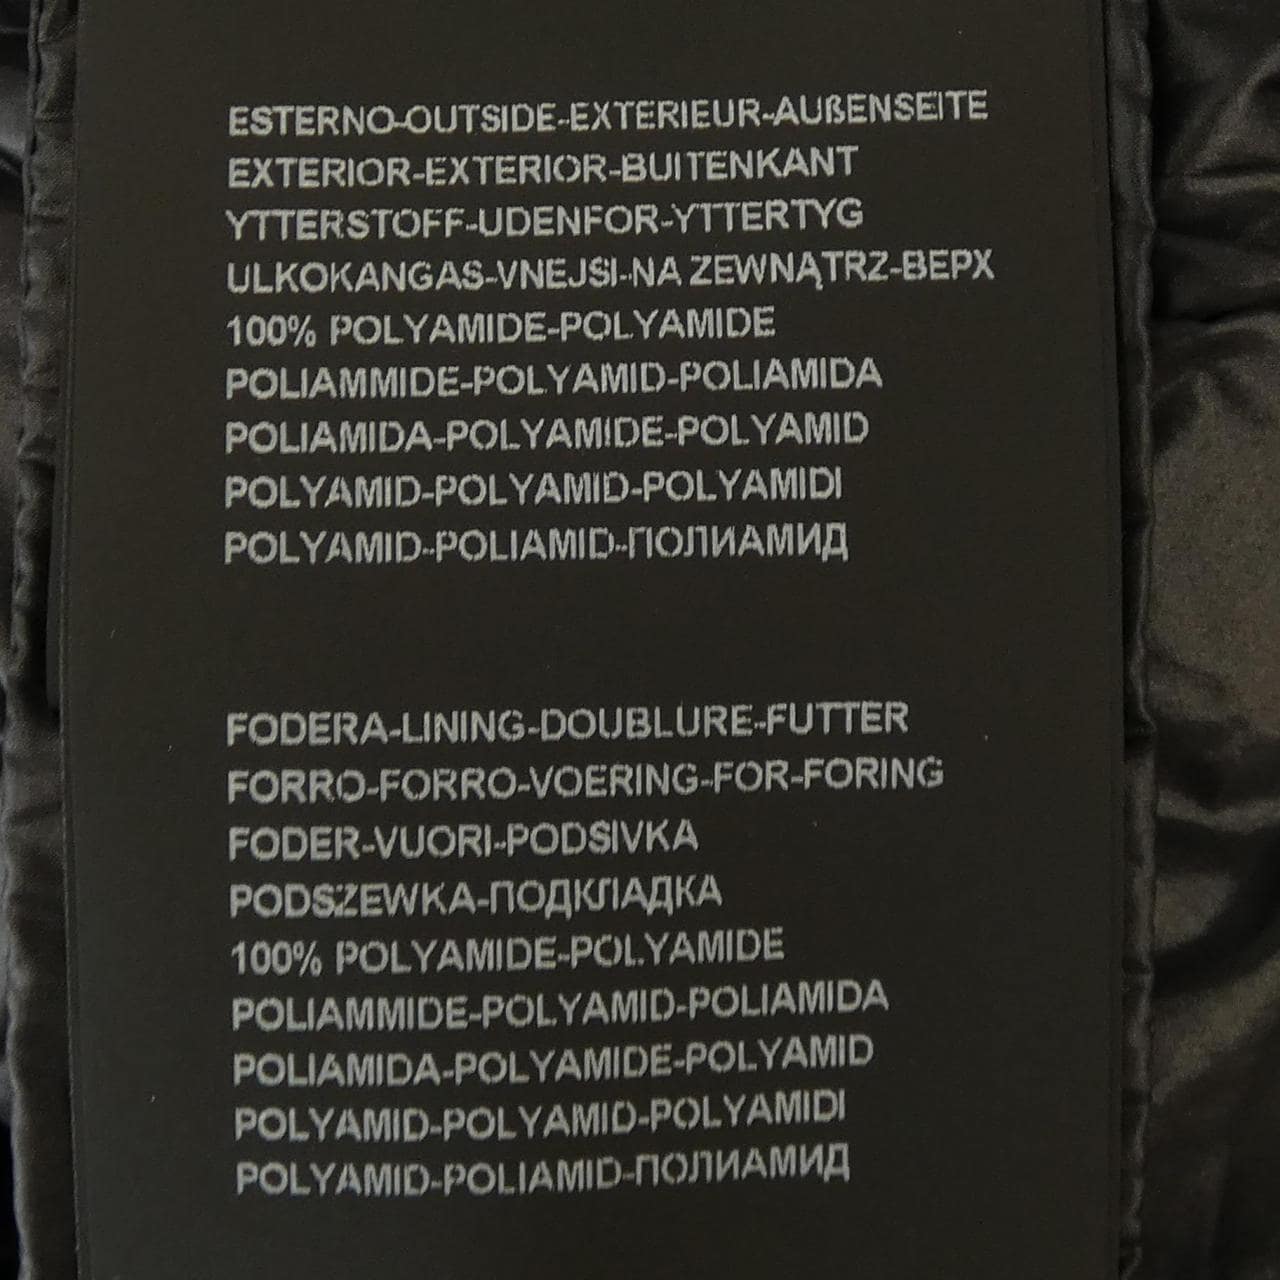 ESTERNO-OUTSIDE-EXTERIEUR-AUßENSEITE
EXTERIOR-EXTERIOR-BUITENKANT
YTTERSTOFF-UDENFOR-YTTERTYG
ULKOKANGAS-VNEJSI-NA ZEWNĄTRZ-ВЕРХ
100% POLYAMIDE-POLYAMIDE
POLIAMMIDE-POLYAMID-POLIAMIDA
POLIAMIDA-POLYAMIDE-POLYAMID
POLYAMID-POLYAMID-POLYAMIDI
POLYAMID-POLIAMID-ПОЛИАМИД
FODERA-LINING-DOUBLURE-FUTTER
FORRO-FORRO-VOERING-FOR-FORING
FODER-VUORI-PODSIVKA
PODSZEWKA-ПОДКЛАДКА
100% POLYAMIDE-POLYAMIDE
POLIAMMIDE-POLYAMID-POLIAMIDA
POLIAMIDA-POLYAMIDE-POLYAMID
POLYAMID-POLYAMID-POLYAMIDI
POLYAMID-POLIAMID-ПОЛИАМИД